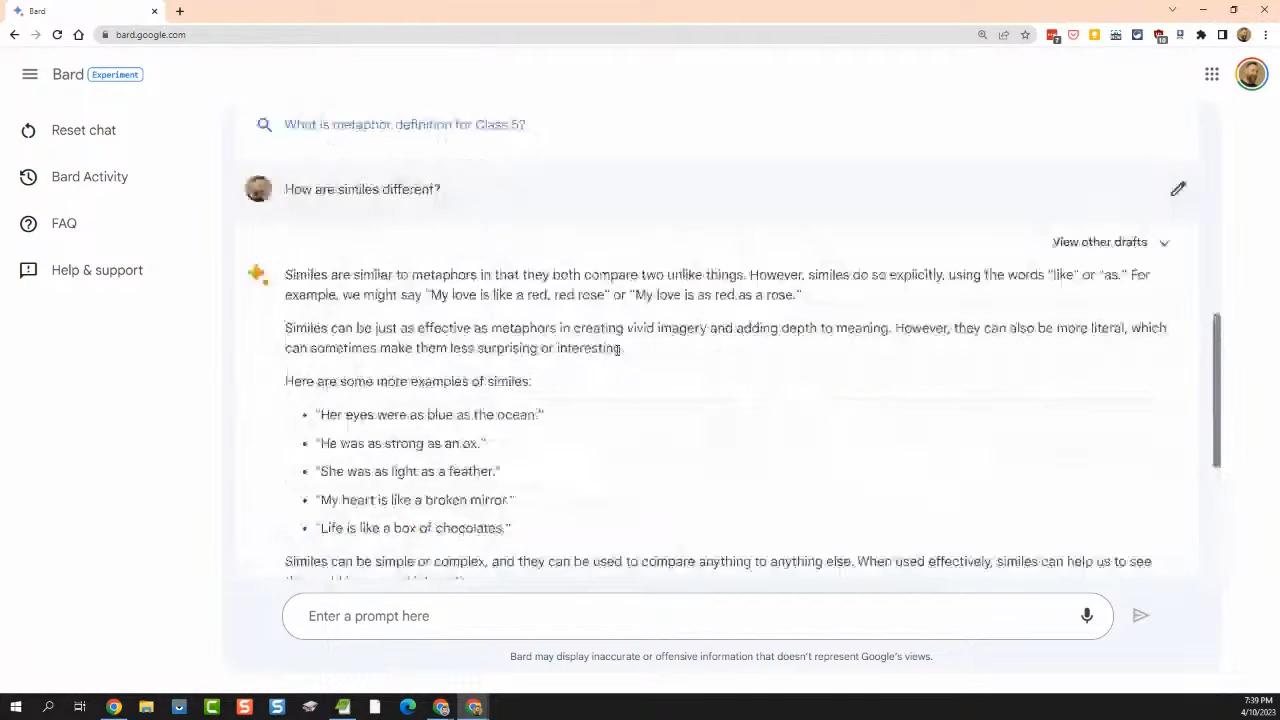 Bard
bard.google.com
Bard Experiment
Reset chat
Bard Activity
FAQ
Help & support
What is metaphor definition for Class 5?
How are similes different?
View other drafts
Similes are similar to metaphors in that they both compare two unlike things. However, similes do so explicitly, using the words "like" or "as." For
example, we might say "My love is like a red, red rose" or "My love is as red as a rose."
Similes can be just as effective as metaphors in creating vivid imagery and adding depth to meaning. However, they can also be more literal, which
can sometimes make them less surprising or interesting.
Here are some more examples of similes:
• "Her eyes were as blue as the ocean."
• "He was as strong as an ox."
• "She was as light as a feather."
• "My heart is like a broken mirror."
• "Life is like a box of chocolates."
Similes can be simple or complex, and they can be used to compare anything to anything else. When used effectively, similes can help us to see
Enter a prompt here
Bard may display inaccurate or offensive information that doesn't represent Google's views.
7:39 PM
4/10/2023